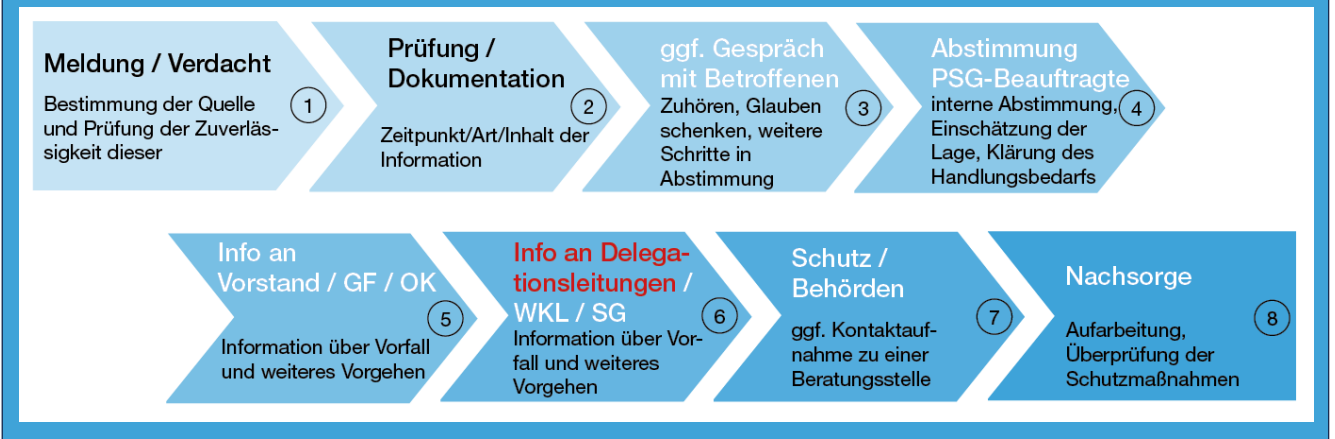 Meldung / Verdacht
Bestimmung der Quelle
und Prüfung der Zuverläs-
sigkeit dieser
1
Prüfung /
Dokumentation
Zeitpunkt/Art/Inhalt der
Information
2
ggf. Gespräch
mit Betroffenen
Zuhören, Glauben
schenken, weitere
Schritte in
Abstimmung
3
Abstimmung
PSG-Beauftragte
interne Abstimmung,
Einschätzung der
Lage, Klärung des
Handlungsbedarfs
4
Info an
Vorstand / GF / OK
Information über Vorfall
und weiteres Vorgehen
5
Info an Delega-
tionsleitungen /
WKL / SG
Information über Vor-
fall und weiteres
Vorgehen
6
Schutz /
Behörden
ggf. Kontaktauf-
nahme zu einer
Beratungsstelle
7
Nachsorge
Aufarbeitung,
Überprüfung der
Schutzmaßnahmen
8